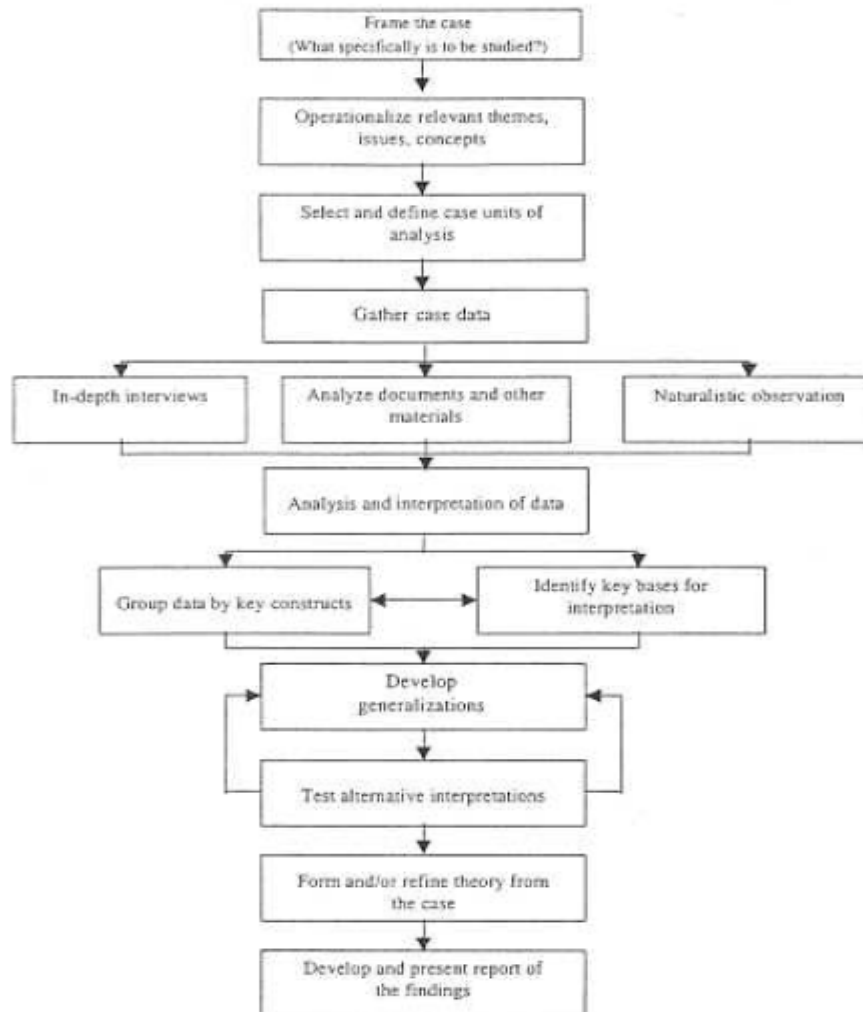 Frame the case
(What specifically is to be studied?)
Operationalize relevant themes,
issues, concepts
Select and define case units of
analysis
Gather case data
In-depth interviews
Analyze documents and other
materials
Naturalistic observation
Analysis and interpretation of data
Group data by key constructs
Identify key bases for
interpretation
Develop
generalizations
Test alternative interpretations
Form and/or refine theory from
the case
Develop and present report of
the findings